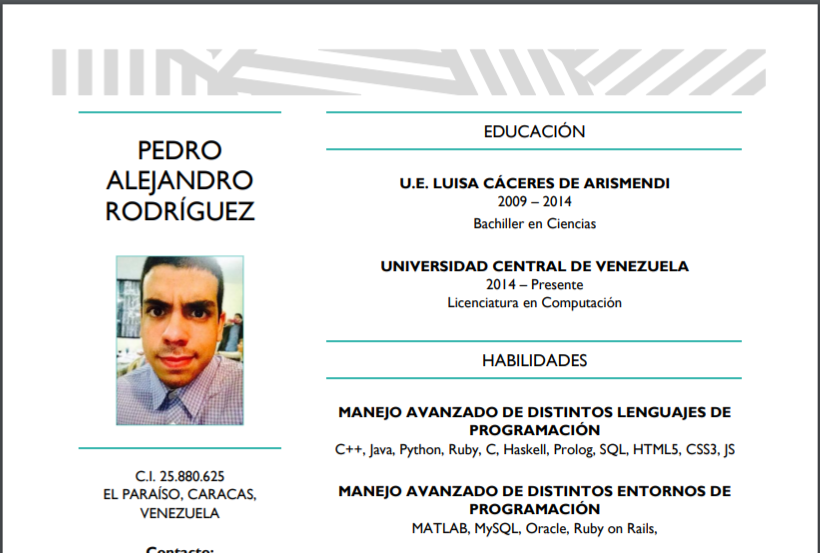 PEDRO
ALEJANDRO
RODRÍGUEZ
C.I. 25.880.625
EL PARAÍSO, CARACAS,
VENEZUELA
Contacto:
EDUCACIÓN
U.E. LUISA CÁCERES DE ARISMENDI
2009 – 2014
Bachiller en Ciencias
UNIVERSIDAD CENTRAL DE VENEZUELA
2014 – Presente
Licenciatura en Computación
HABILIDADES
MANEJO AVANZADO DE DISTINTOS LENGUAJES DE
PROGRAMACIÓN
C++, Java, Python, Ruby, C, Haskell, Prolog, SQL, HTML5, CSS3, JS
MANEJO AVANZADO DE DISTINTOS ENTORNOS DE
PROGRAMACIÓN
MATLAB, MySQL, Oracle, Ruby on Rails,